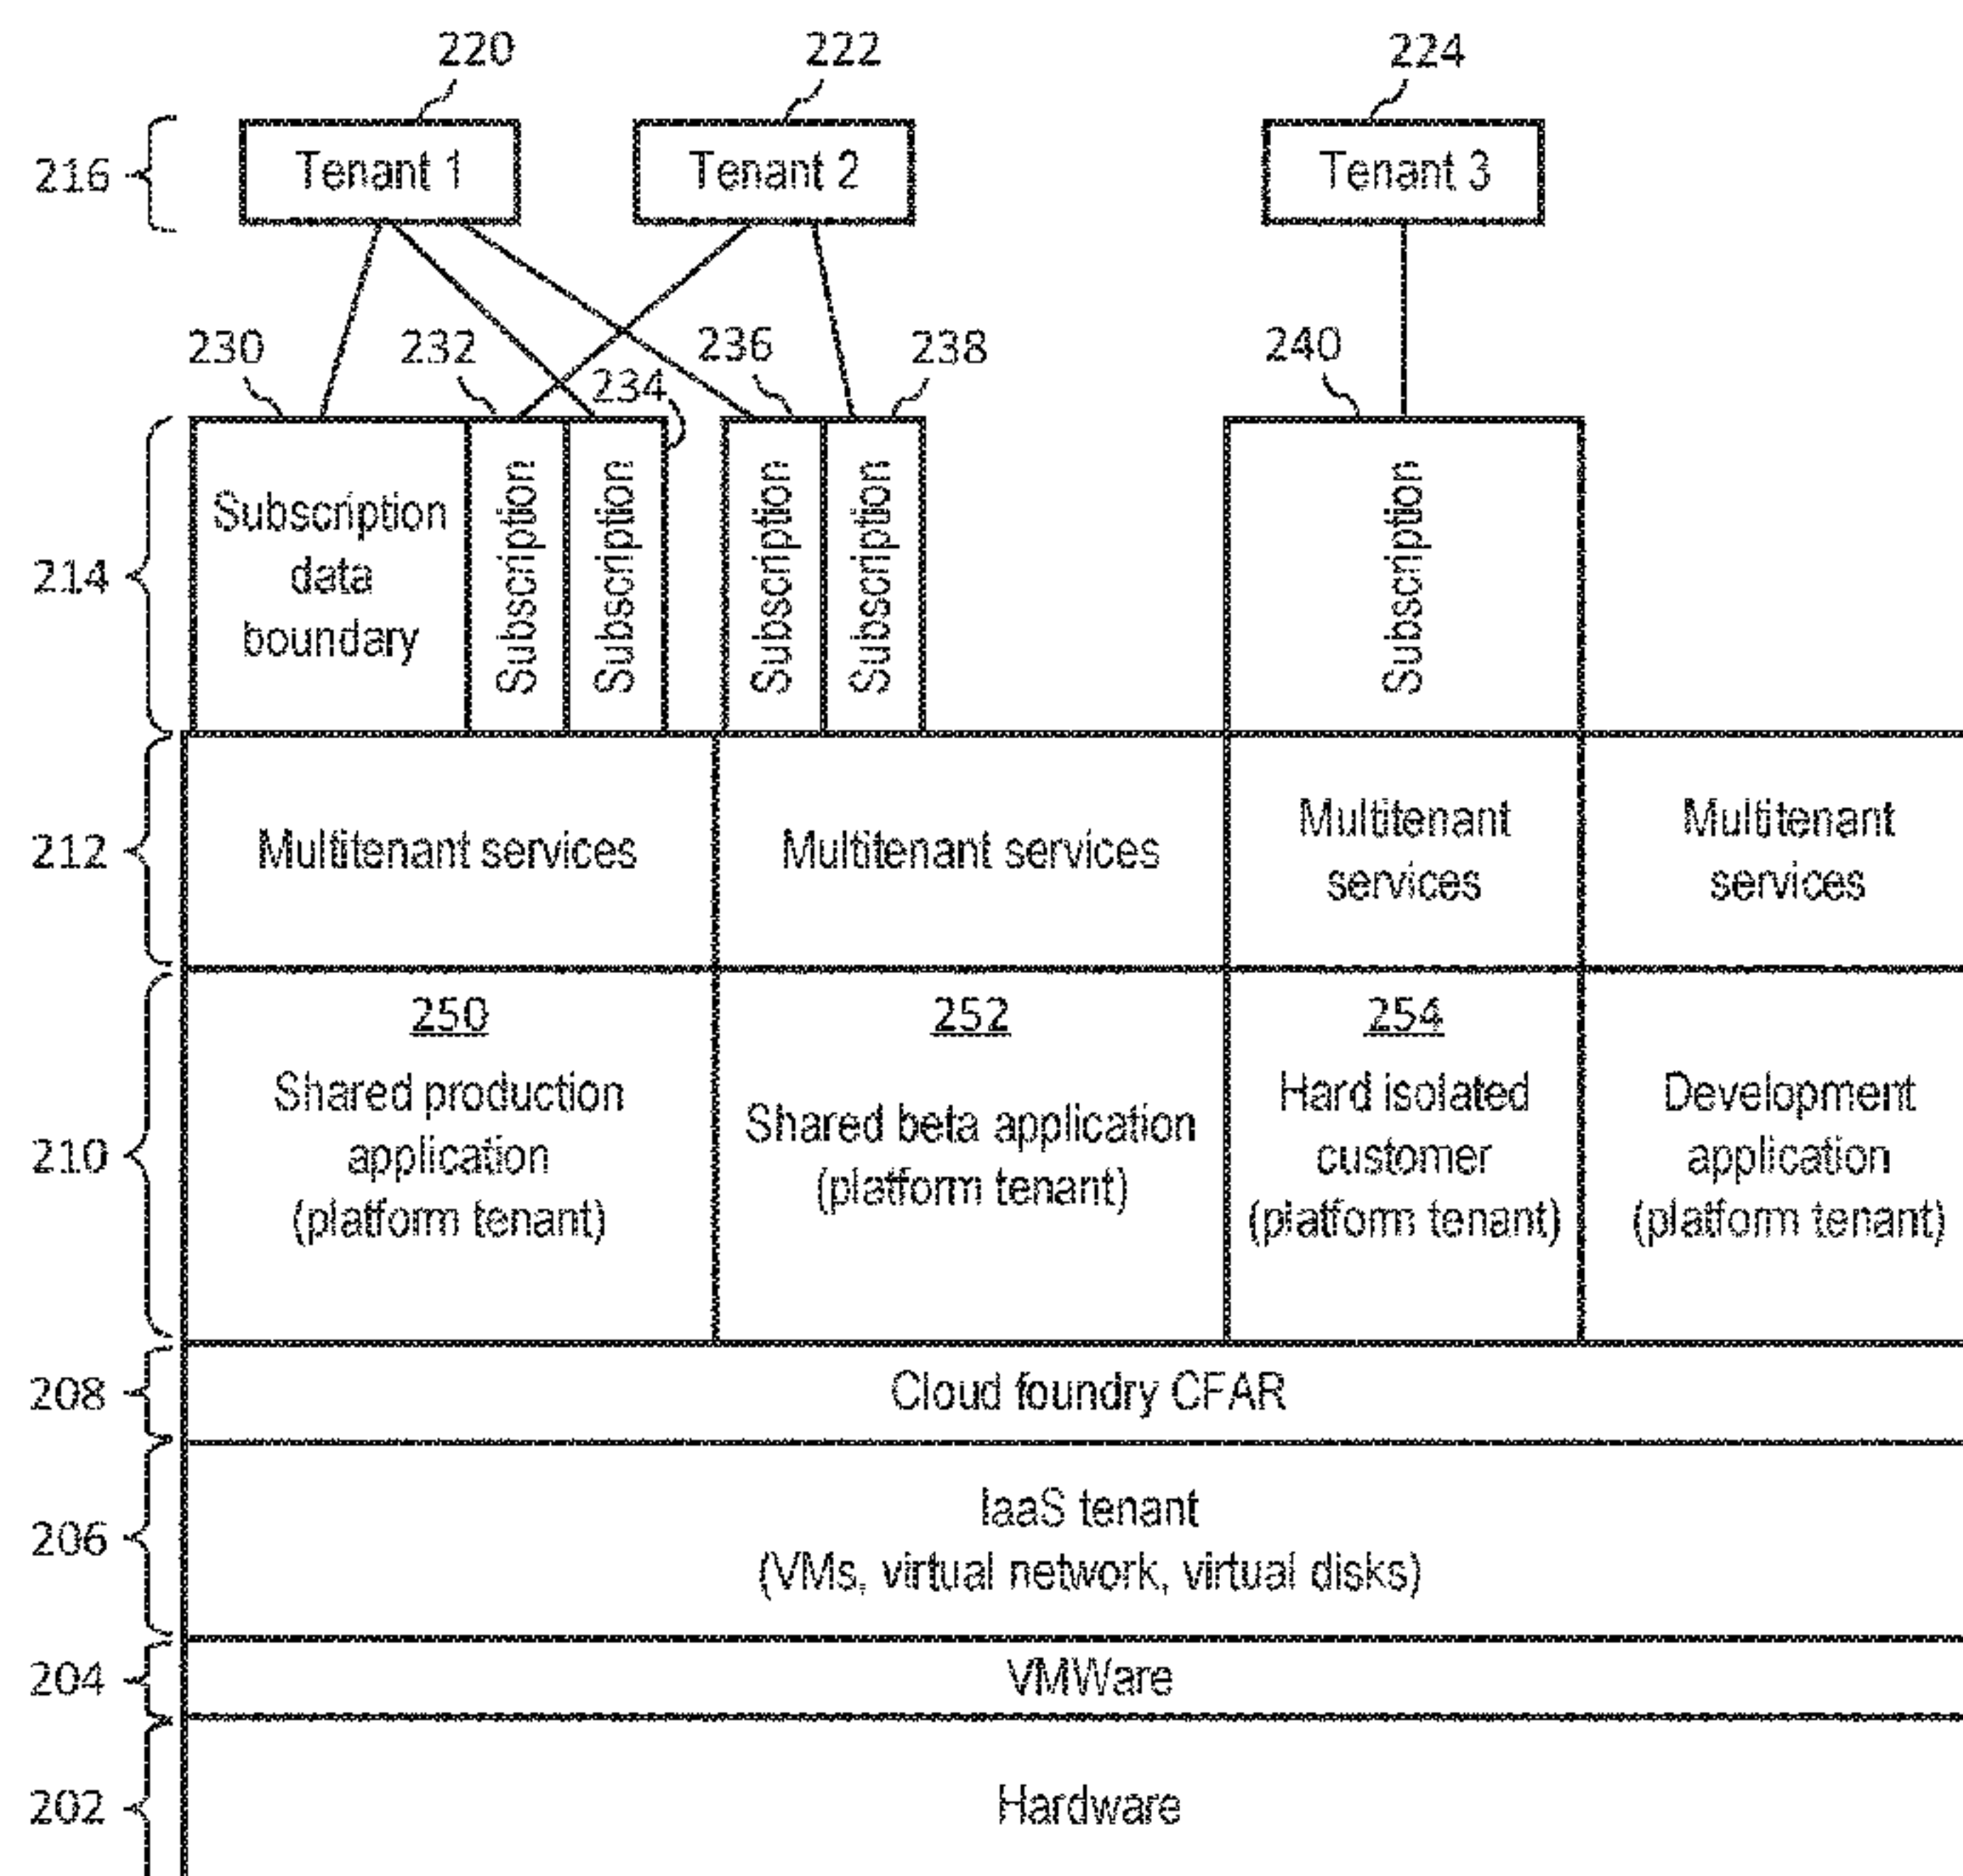 220
222
224
216
Tenant 1
Tenant 2
Tenant 3
230
232
234
236
238
240
214
Subscription
data
boundary
Subscription
Subscription
Subscription
Subscription
Subscription
212
Multitenant services
Multitenant services
Multitenant
services
Multitenant
services
210
250
Shared production
application
(platform tenant)
252
Shared beta application
(platform tenant)
254
Hard isolated
customer
(platform tenant)
Development
application
(platform tenant)
208
Cloud foundry CFAR
206
IaaS tenant
(VMs, virtual network, virtual disks)
204
VMWare
202
Hardware